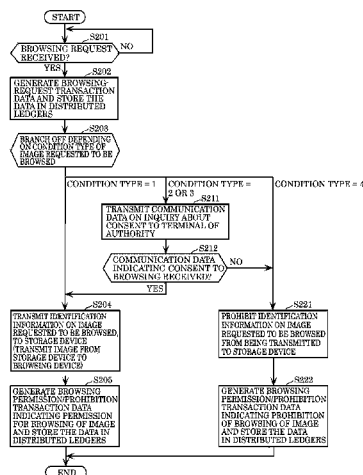 START
S201
BROWSING REQUEST
RECEIVED?
NO
YES
S202
GENERATE BROWSING-
REQUEST TRANSACTION
DATA AND STORE THE
DATA IN DISTRIBUTED
LEDGERS
S203
BRANCH OFF DEPENDING
ON CONDITION TYPE OF
IMAGE REQUESTED TO BE
BROWSED
CONDITION TYPE = 1
CONDITION TYPE =
2 OR 3
CONDITION TYPE = 4
S211
TRANSMIT COMMUNICATION
DATA ON INQUIRY ABOUT
CONSENT TO TERMINAL OF
AUTHORITY
S212
COMMUNICATION DATA
INDICATING CONSENT TO
BROWSING RECEIVED?
NO
YES
S204
TRANSMIT IDENTIFICATION
INFORMATION ON IMAGE
REQUESTED TO BE BROWSED,
TO STORAGE DEVICE
(TRANSMIT IMAGE FROM
STORAGE DEVICE TO
BROWSING DEVICE)
S221
PROHIBIT IDENTIFICATION
INFORMATION ON IMAGE
REQUESTED TO BE BROWSED
FROM BEING TRANSMITTED
TO STORAGE DEVICE
S205
GENERATE BROWSING
PERMISSION/PROHIBITION
TRANSACTION DATA
INDICATING PERMISSION
FOR BROWSING OF IMAGE
AND STORE THE DATA IN
DISTRIBUTED LEDGERS
S222
GENERATE BROWSING
PERMISSION/PROHIBITION
TRANSACTION DATA
INDICATING PROHIBITION
OF BROWSING OF IMAGE
AND STORE THE DATA
IN DISTRIBUTED LEDGERS
END